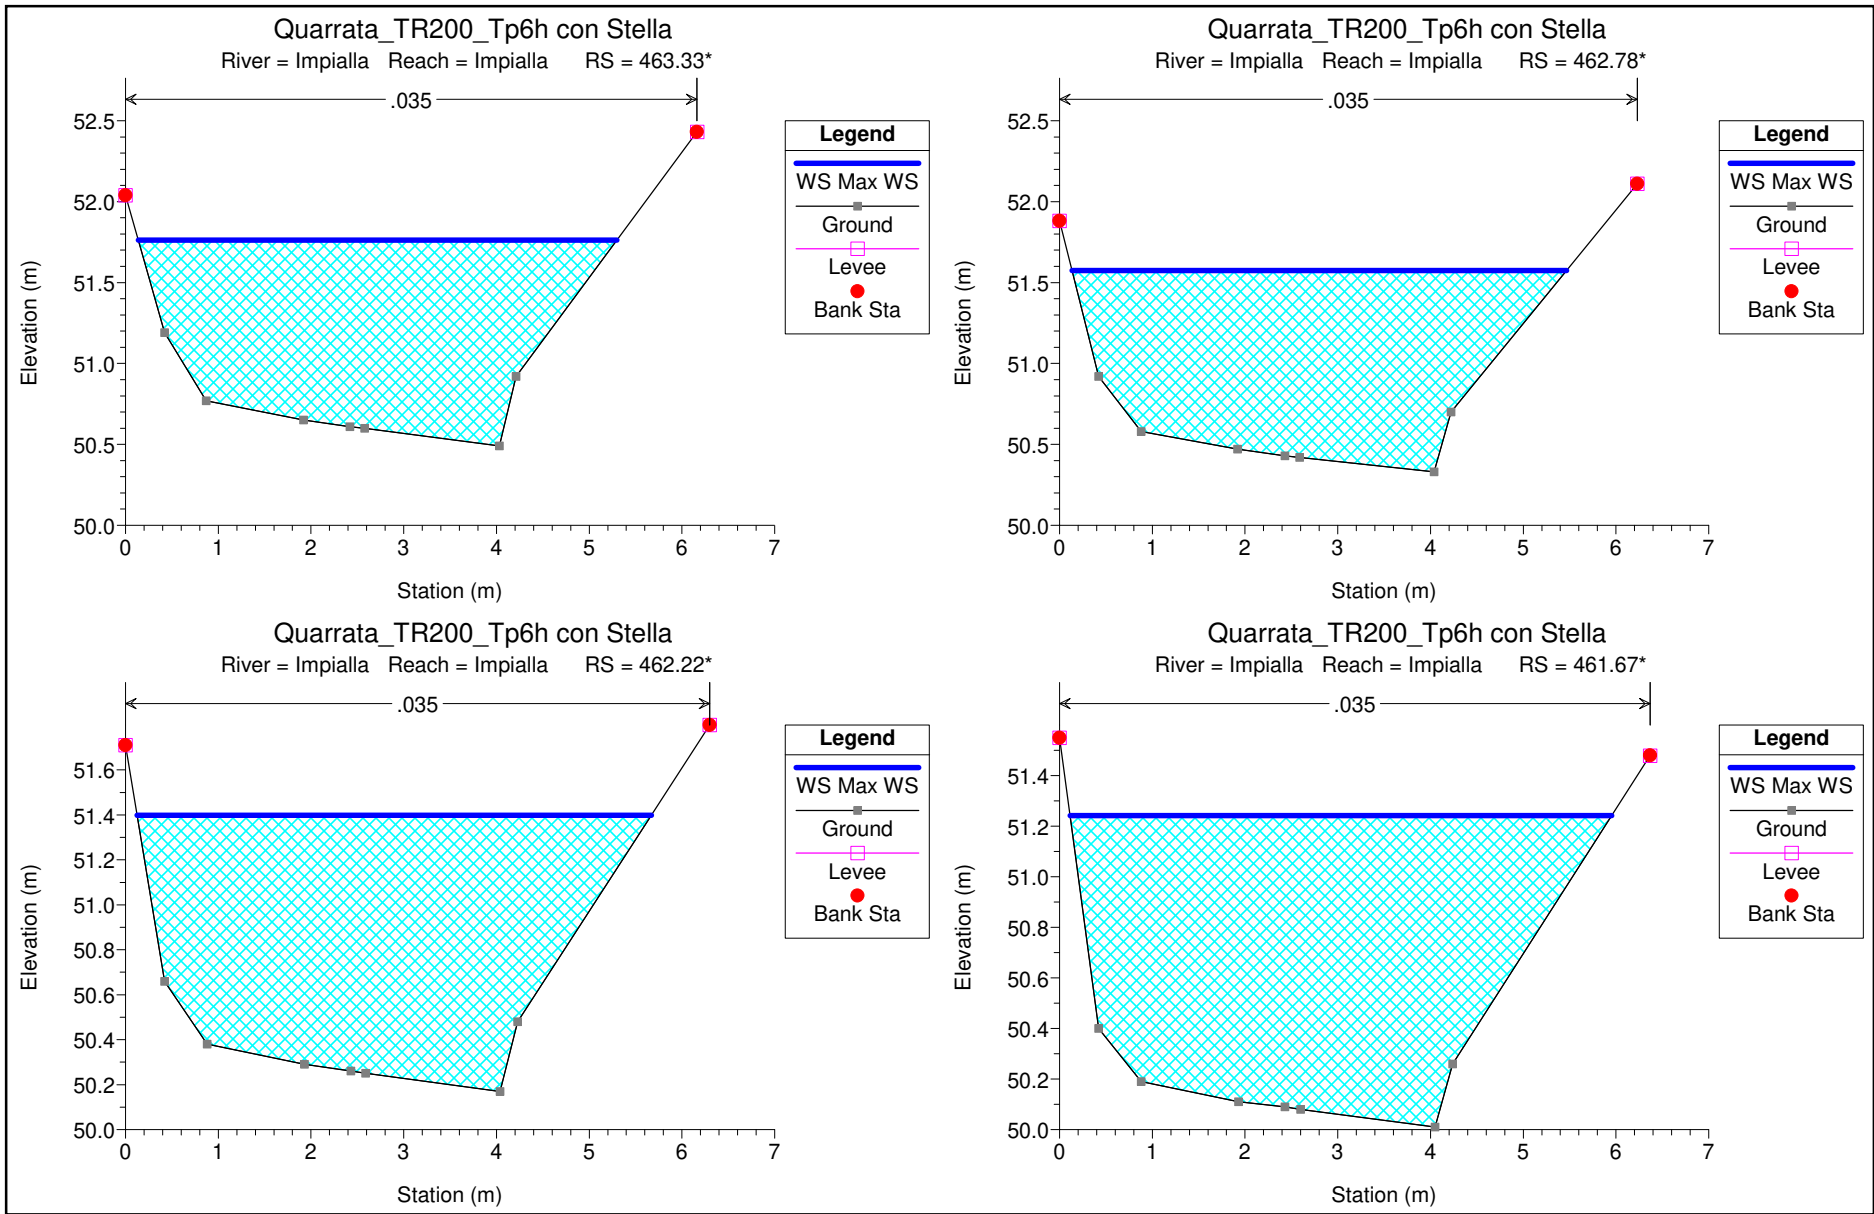 Quarrata_TR200_Tp6h con Stella
River = Impialla Reach = Impialla RS = 463.33*
.035
52.5
52.0
51.5
51.0
50.5
50.0
0 1 2 3 4 5 6 7
Elevation (m)
Station (m)
Legend
WS Max WS
Ground
Levee
Bank Sta
Quarrata_TR200_Tp6h con Stella
River = Impialla Reach = Impialla RS = 462.78*
.035
52.5
52.0
51.5
51.0
50.5
50.0
0 1 2 3 4 5 6 7
Elevation (m)
Station (m)
Legend
WS Max WS
Ground
Levee
Bank Sta
Quarrata_TR200_Tp6h con Stella
River = Impialla Reach = Impialla RS = 462.22*
.035
51.6
51.4
51.2
51.0
50.8
50.6
50.4
50.2
50.0
0 1 2 3 4 5 6 7
Elevation (m)
Station (m)
Legend
WS Max WS
Ground
Levee
Bank Sta
Quarrata_TR200_Tp6h con Stella
River = Impialla Reach = Impialla RS = 461.67*
.035
51.4
51.2
51.0
50.8
50.6
50.4
50.2
50.0
0 1 2 3 4 5 6 7
Elevation (m)
Station (m)
Legend
WS Max WS
Ground
Levee
Bank Sta